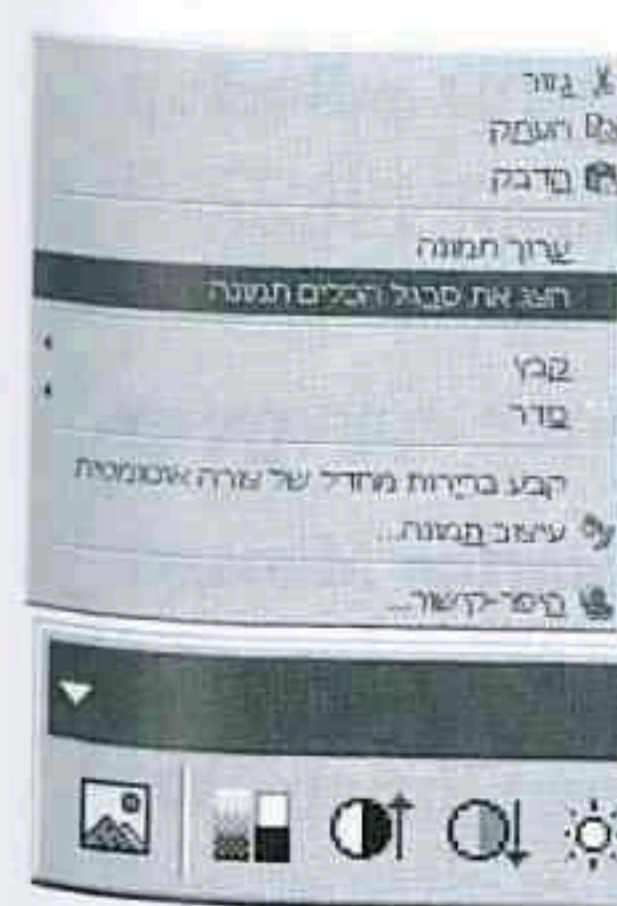 גזור
העתק
הדבק
ערוך תמונה
הצג את סרגל הכלים תמונה
קבץ
סדר
קבע ברירות מחדל של צורה אוטומטית
עיצוב תמונה...
היפר-קישור...